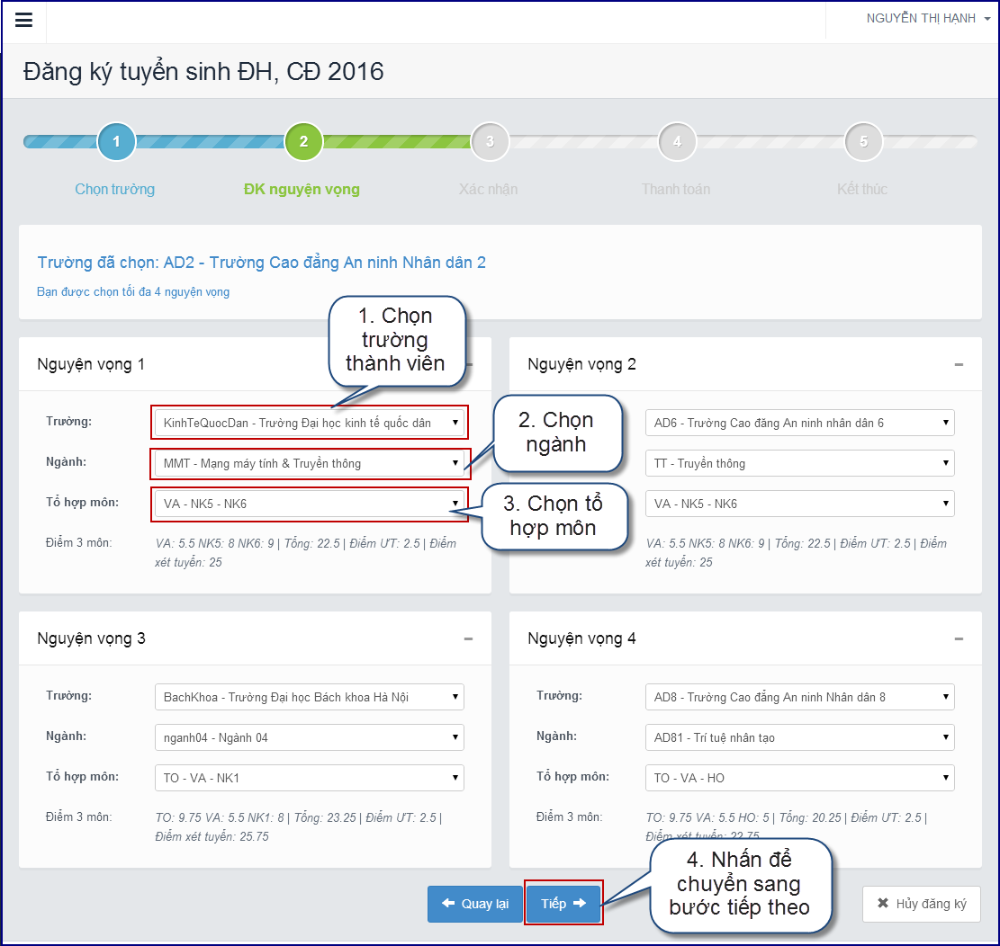 NGUYỄN THỊ HẠNH
Đăng ký tuyển sinh ĐH, CĐ 2016
1
2
3
4
5
Chọn trường
ĐK nguyện vọng
Xác nhận
Thanh toán
Kết thúc
Trường đã chọn: AD2 - Trường Cao đẳng An ninh Nhân dân 2
Bạn được chọn tối đa 4 nguyện vọng
1. Chọn
trường
thành viên
Nguyện vọng 1
Trường:
KinhTeQuocDan - Trường Đại học kinh tế quốc dân
Ngành:
MMT - Mạng máy tính & Truyền thông
Tổ hợp môn:
VA - NK5 - NK6
Điểm 3 môn:
VA: 5.5 NK5: 8 NK6: 9 | Tổng: 22.5 | Điểm ƯT: 2.5 | Điểm
xét tuyển: 25
2. Chọn
ngành
3. Chọn tổ
hợp môn
Nguyện vọng 2
AD6 - Trường Cao đăng An ninh nhân dân 6
TT - Truyền thông
VA - NK5 - NK6
VA: 5.5 NK5: 8 NK6: 9 | Tổng: 22.5 | Điểm ƯT: 2.5 | Điểm
xét tuyển: 25
Nguyện vọng 3
Trường:
BachKhoa - Trường Đại học Bách khoa Hà Nội
Ngành:
nganh04 - Ngành 04
Tổ hợp môn:
TO - VA - NK1
Điểm 3 môn:
TO: 9.75 VA: 5.5 NK1: 8 | Tổng: 23.25 | Điểm ƯT: 2.5 |
Điểm xét tuyển: 25.75
Nguyện vọng 4
Trường:
AD8 - Trường Cao đẳng An ninh Nhân dân 8
Ngành:
AD81 - Trí tuệ nhân tạo
Tổ hợp môn:
TO - VA - HO
Điểm 3 môn:
TO: 9.75 VA: 5.5 HO: 5 | Tổng: 20.25 | Điểm ƯT: 2.5 |
Điểm xét tuyển: 22.75
4. Nhấn để
chuyển sang
bước tiếp theo
Quay lại
Tiếp
Hủy đăng ký